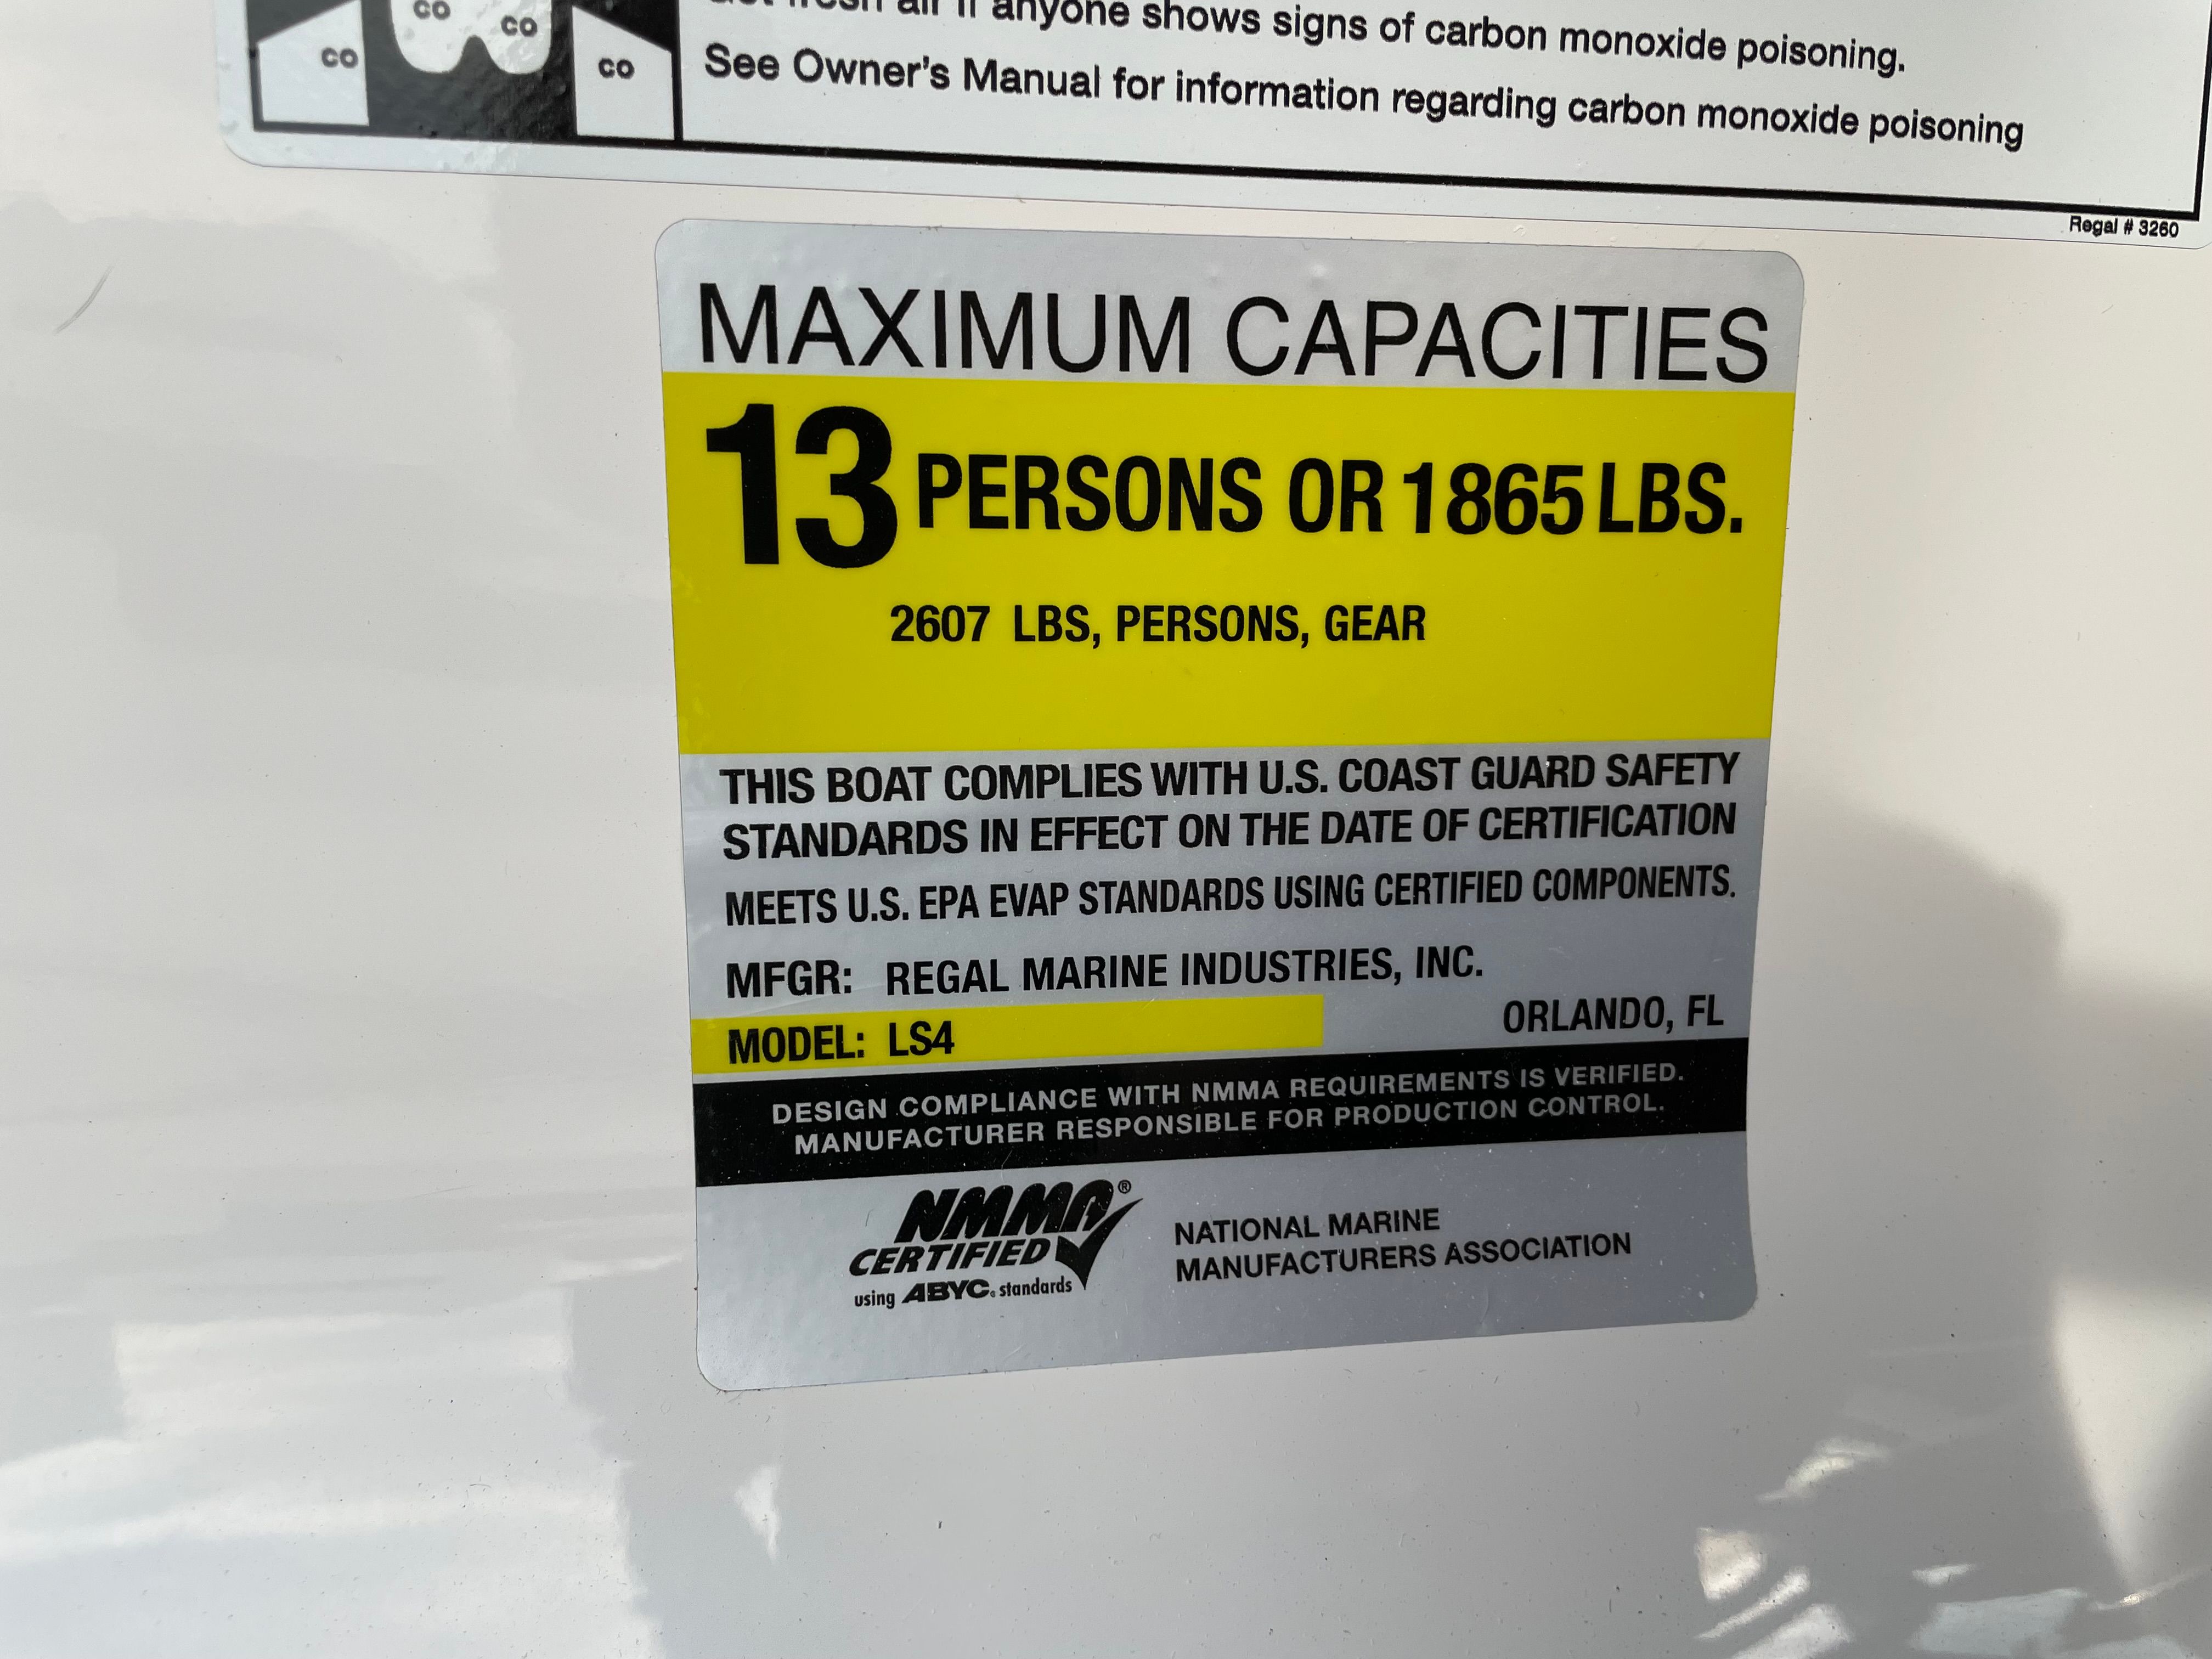 CO
CO
CO
CO
fresh air if anyone shows signs of carbon monoxide poisoning.
See Owner's Manual for information regarding carbon monoxide poisoning
Regal # 3260
MAXIMUM CAPACITIES
13 PERSONS OR 1865 LBS.
2607 LBS, PERSONS, GEAR
THIS BOAT COMPLIES WITH U.S. COAST GUARD SAFETY
STANDARDS IN EFFECT ON THE DATE OF CERTIFICATION
MEETS U.S. EPA EVAP STANDARDS USING CERTIFIED COMPONENTS.
MFGR: REGAL MARINE INDUSTRIES, INC.
ORLANDO, FL
MODEL: LS4
DESIGN COMPLIANCE WITH NMMA REQUIREMENTS IS VERIFIED.
MANUFACTURER RESPONSIBLE FOR PRODUCTION CONTROL.
NMMA®
CERTIFIED
using ABYC® standards
NATIONAL MARINE
MANUFACTURERS ASSOCIATION